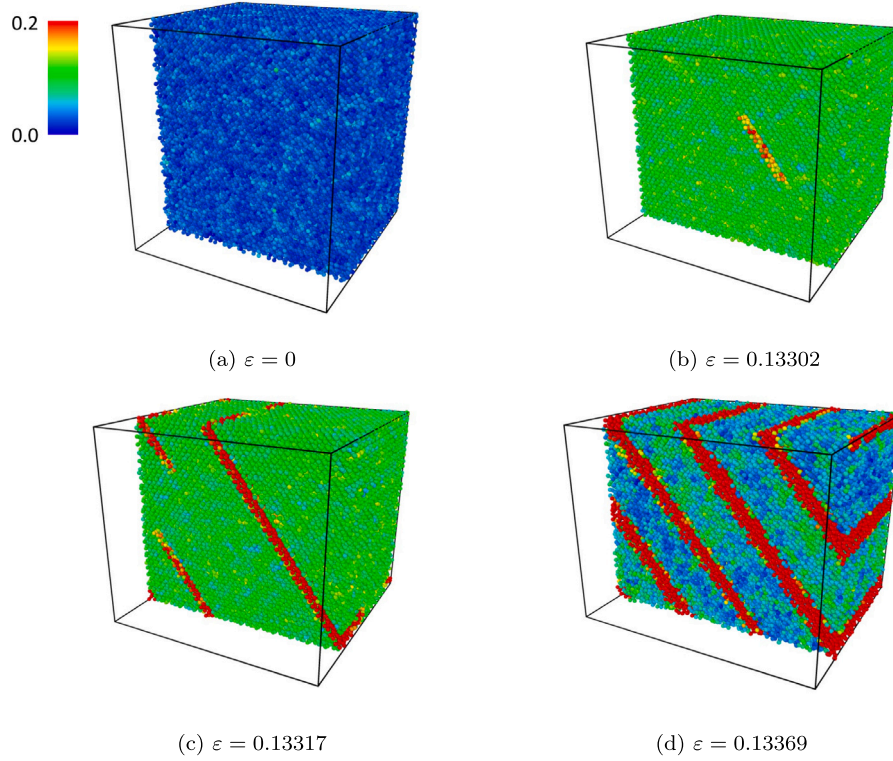 0.2
0.0
(a) ε = 0
(b) ε = 0.13302
(c) ε = 0.13317
(d) ε = 0.13369